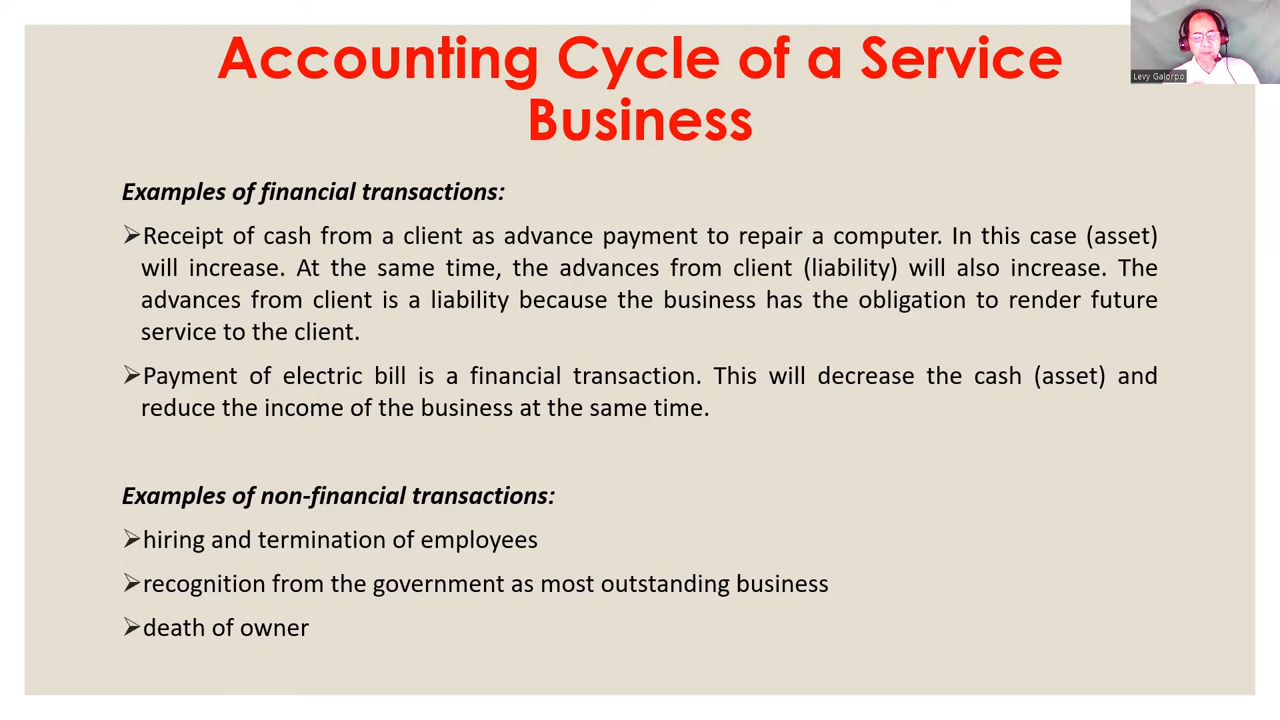 Accounting Cycle of a Service
Business
Levy Galorpo
Examples of financial transactions:
➢Receipt of cash from a client as advance payment to repair a computer. In this case (asset)
will increase. At the same time, the advances from client (liability) will also increase. The
advances from client is a liability because the business has the obligation to render future
service to the client.
➢Payment of electric bill is a financial transaction. This will decrease the cash (asset) and
reduce the income of the business at the same time.
Examples of non-financial transactions:
➢hiring and termination of employees
➢recognition from the government as most outstanding business
➢death of owner